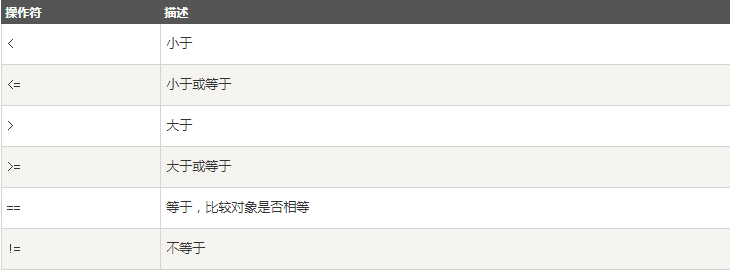 操作符 描述
< 小于
<= 小于或等于
> 大于
>= 大于或等于
== 等于，比较对象是否相等
!= 不等于